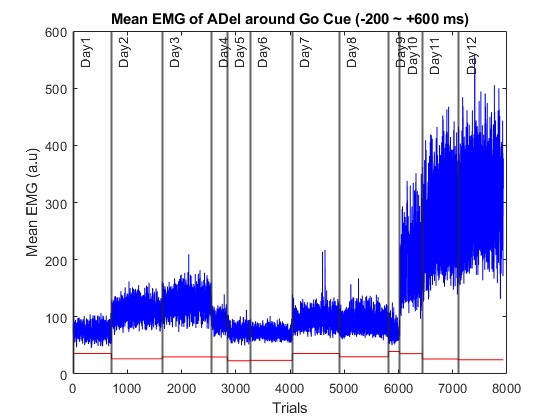 Mean EMG of ADel around Go Cue (-200 ~ +600 ms)
Mean EMG (a.u)
600
500
400
300
200
100
0
Day1
Day2
Day3
Day4
Day5
Day6
Day7
Day8
Day9
Day10
Day11
Day12
0
1000
2000
3000
4000
5000
6000
7000
8000
Trials